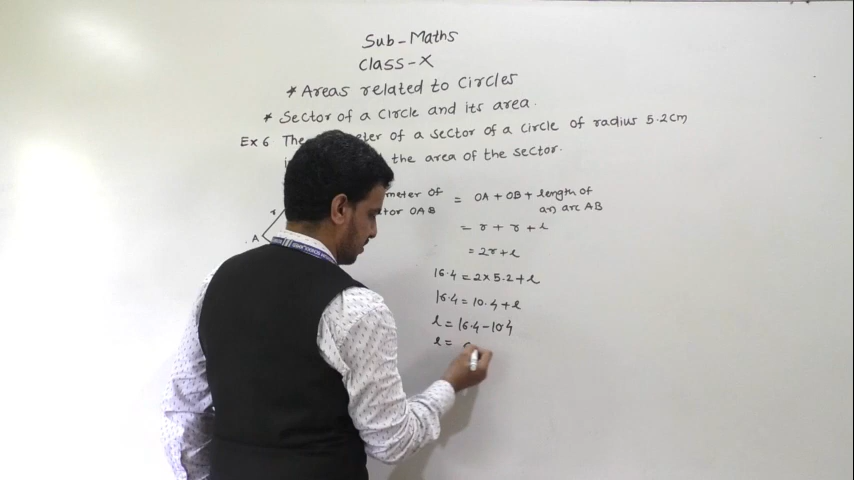 Sub-Maths
Class-X
* Areas related to Circles
* Sector of a Circle and its area.
Ex 6 The meter of a sector of a circle of radius 5.2cm
the area of the sector.
meter of = OA + OB + length of
tor OAB an arc AB
r
A
= r + r + l
= 2r + l
16.4 = 2 x 5.2 + l
16.4 = 10.4 + l
l = 16.4 - 10.4
l =